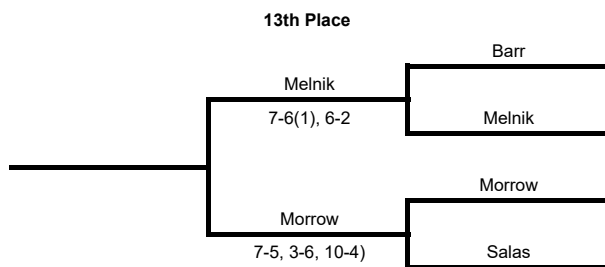 13th Place
Barr
Melnik
7-6(1), 6-2
Melnik
Morrow
Morrow
7-5, 3-6, 10-4)
Salas